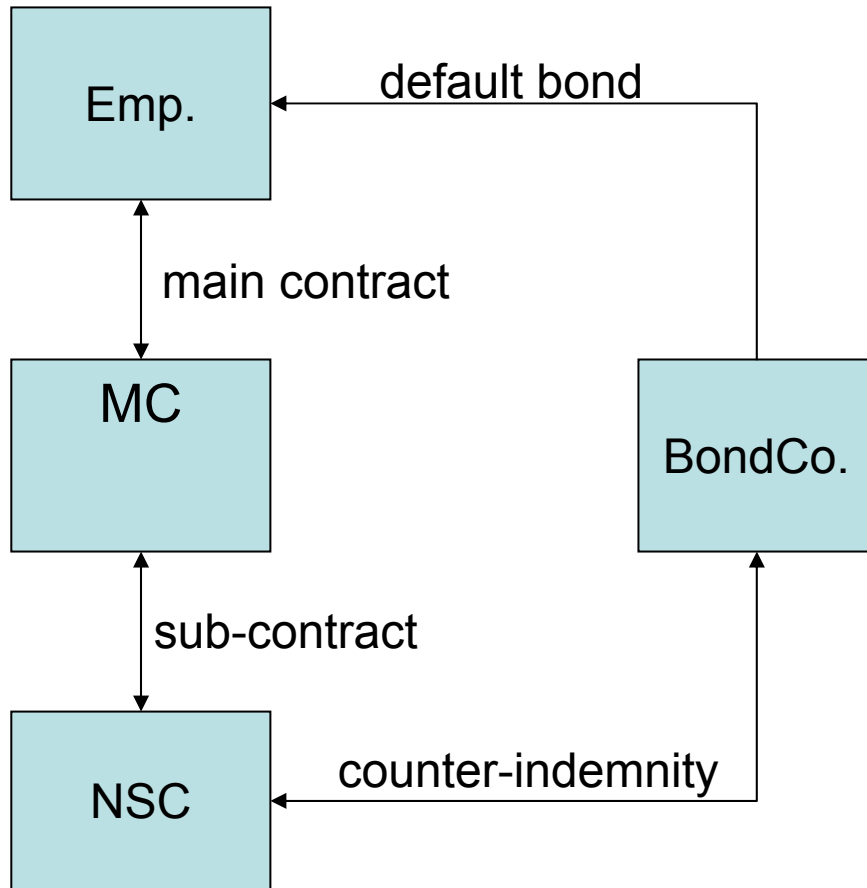 default bond
Emp.
main contract
MC
BondCo.
sub-contract
counter-indemnity
NSC